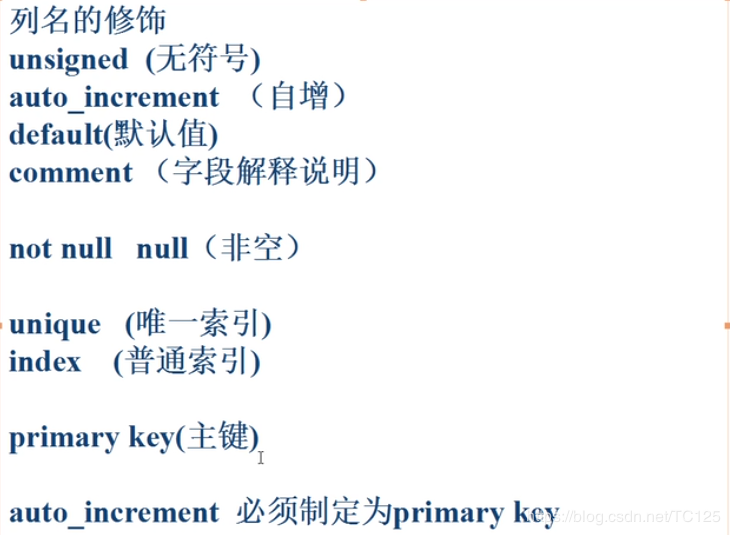 列名的修饰
unsigned (无符号)
auto_increment （自增）
default(默认值)
comment （字段解释说明）
not null null（非空）
unique (唯一索引)
index (普通索引)
primary key(主键)
auto_increment 必须制定为primary key
https://blog.csdn.net/TC125